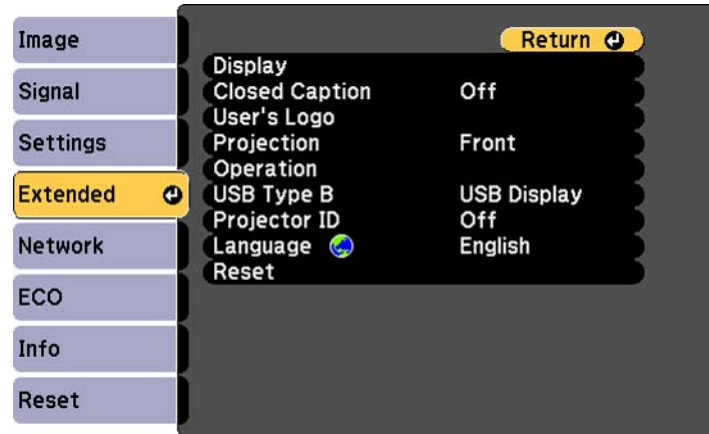 Image
Signal
Settings
Extended
Network
ECO
Info
Reset
Return
Display
Closed Caption Off
User's Logo
Projection Front
Operation
USB Type B USB Display
Projector ID Off
Language English
Reset